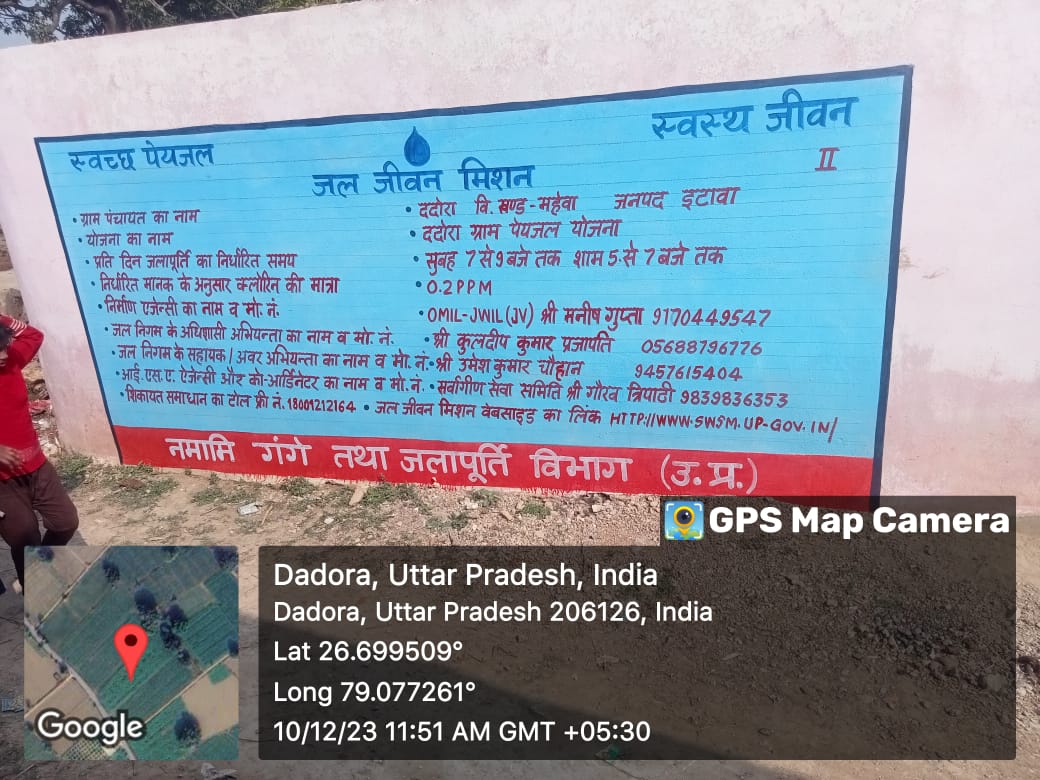 स्वच्छ पेयजल
स्वस्थ जीवन
II
जल जीवन मिशन
• ग्राम पंचायत का नाम • ददोरा वि. खण्ड-महेवा जनपद इटावा
• योजना का नाम • ददोरा ग्राम पेयजल योजना
• प्रति दिन जलापूर्ति का निर्धारित समय • सुबह 7 से 9 बजे तक शाम 5 से 7 बजे तक
• निर्धारित मानक के अनुसार क्लोरिन की मात्रा • 0.2 PPM
• निर्माण एजेन्सी का नाम व मो. नं. • OMIL-JWIL (JV) श्री मनीष गुप्ता 9170449547
• जल निगम के अधिशासी अभियन्ता का नाम व मो. नं. • श्री कुलदीप कुमार प्रजापति 05688796776
• जल निगम के सहायक / अवर अभियन्ता का नाम व मो. नं. • श्री उमेश कुमार चौहान 9457615404
• आई. एस. ए. ऐजेन्सी और को-आर्डिनेटर का नाम व मो. नं. • सर्वांगीण सेवा समिति श्री गौरव त्रिपाठी 9839836353
• शिकायत समाधान का टोल फ्री नं. 18001212164 • जल जीवन मिशन वेबसाइड का लिंक HTTP://WWW.SWSM.UP-GOV.IN/
नमामि गंगे तथा जलापूर्ति विभाग (उ. प्र.)
GPS Map Camera
Dadora, Uttar Pradesh, India
Dadora, Uttar Pradesh 206126, India
Lat 26.699509°
Long 79.077261°
10/12/23 11:51 AM GMT +05:30
Google